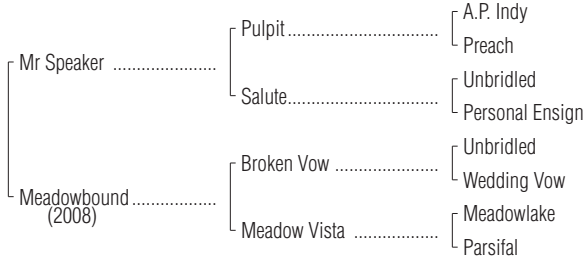 A.P. Indy
Pulpit
Preach
Mr Speaker
Unbridled
Salute
Personal Ensign
Unbridled
Broken Vow
Wedding Vow
Meadowbound
(2008)
Meadowlake
Meadow Vista
Parsifal